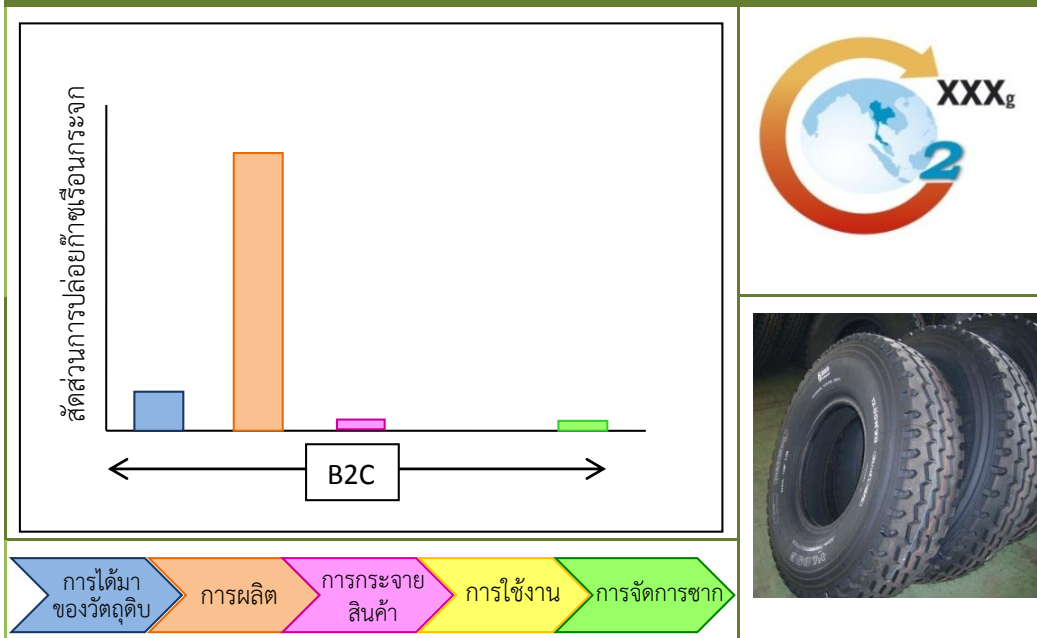 สัดส่วนการปล่อยก๊าซเรือนกระจก
B2C
XXXg
2
การได้มา
ของวัตถุดิบ
การผลิต
การกระจาย
สินค้า
การใช้งาน
การจัดการซาก